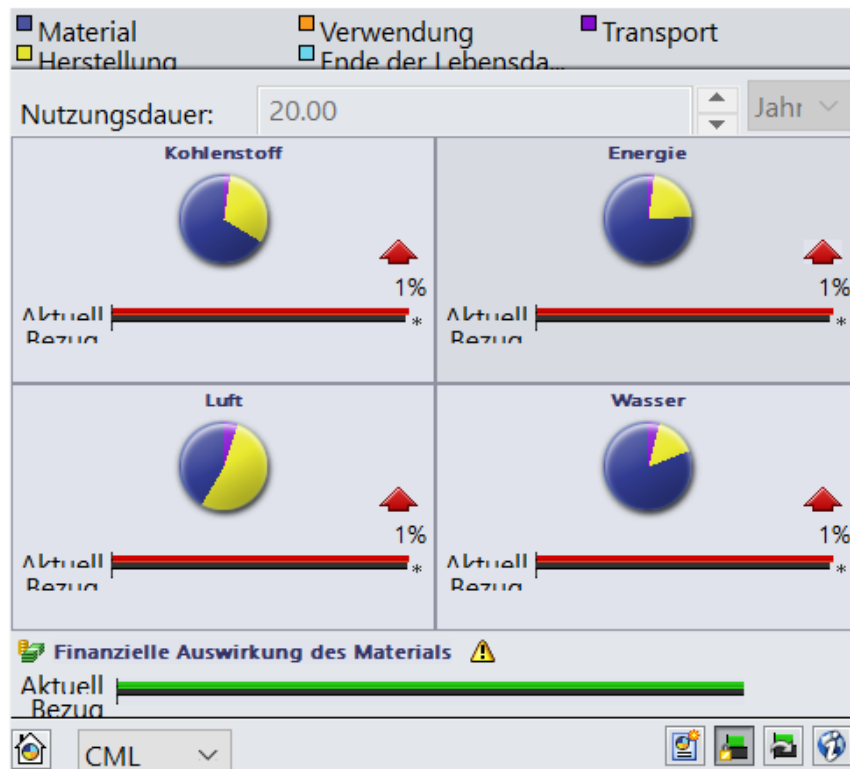 Material Verwendung Transport
Herstellung Ende der Lebensda...
Nutzungsdauer: 20.00 Jahr
Kohlenstoff Energie
1% 1%
Aktuell * Aktuell *
Bezug Bezug
Luft Wasser
1% 1%
Aktuell * Aktuell *
Bezug Bezug
Finanzielle Auswirkung des Materials
Aktuell
Bezug
CML